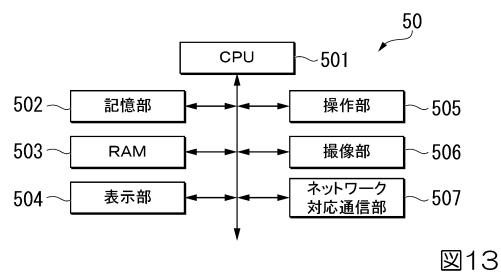 50
CPU
501
502
記憶部
操作部
505
503
RAM
撮像部
506
504
表示部
ネットワーク
対応通信部
507
図13